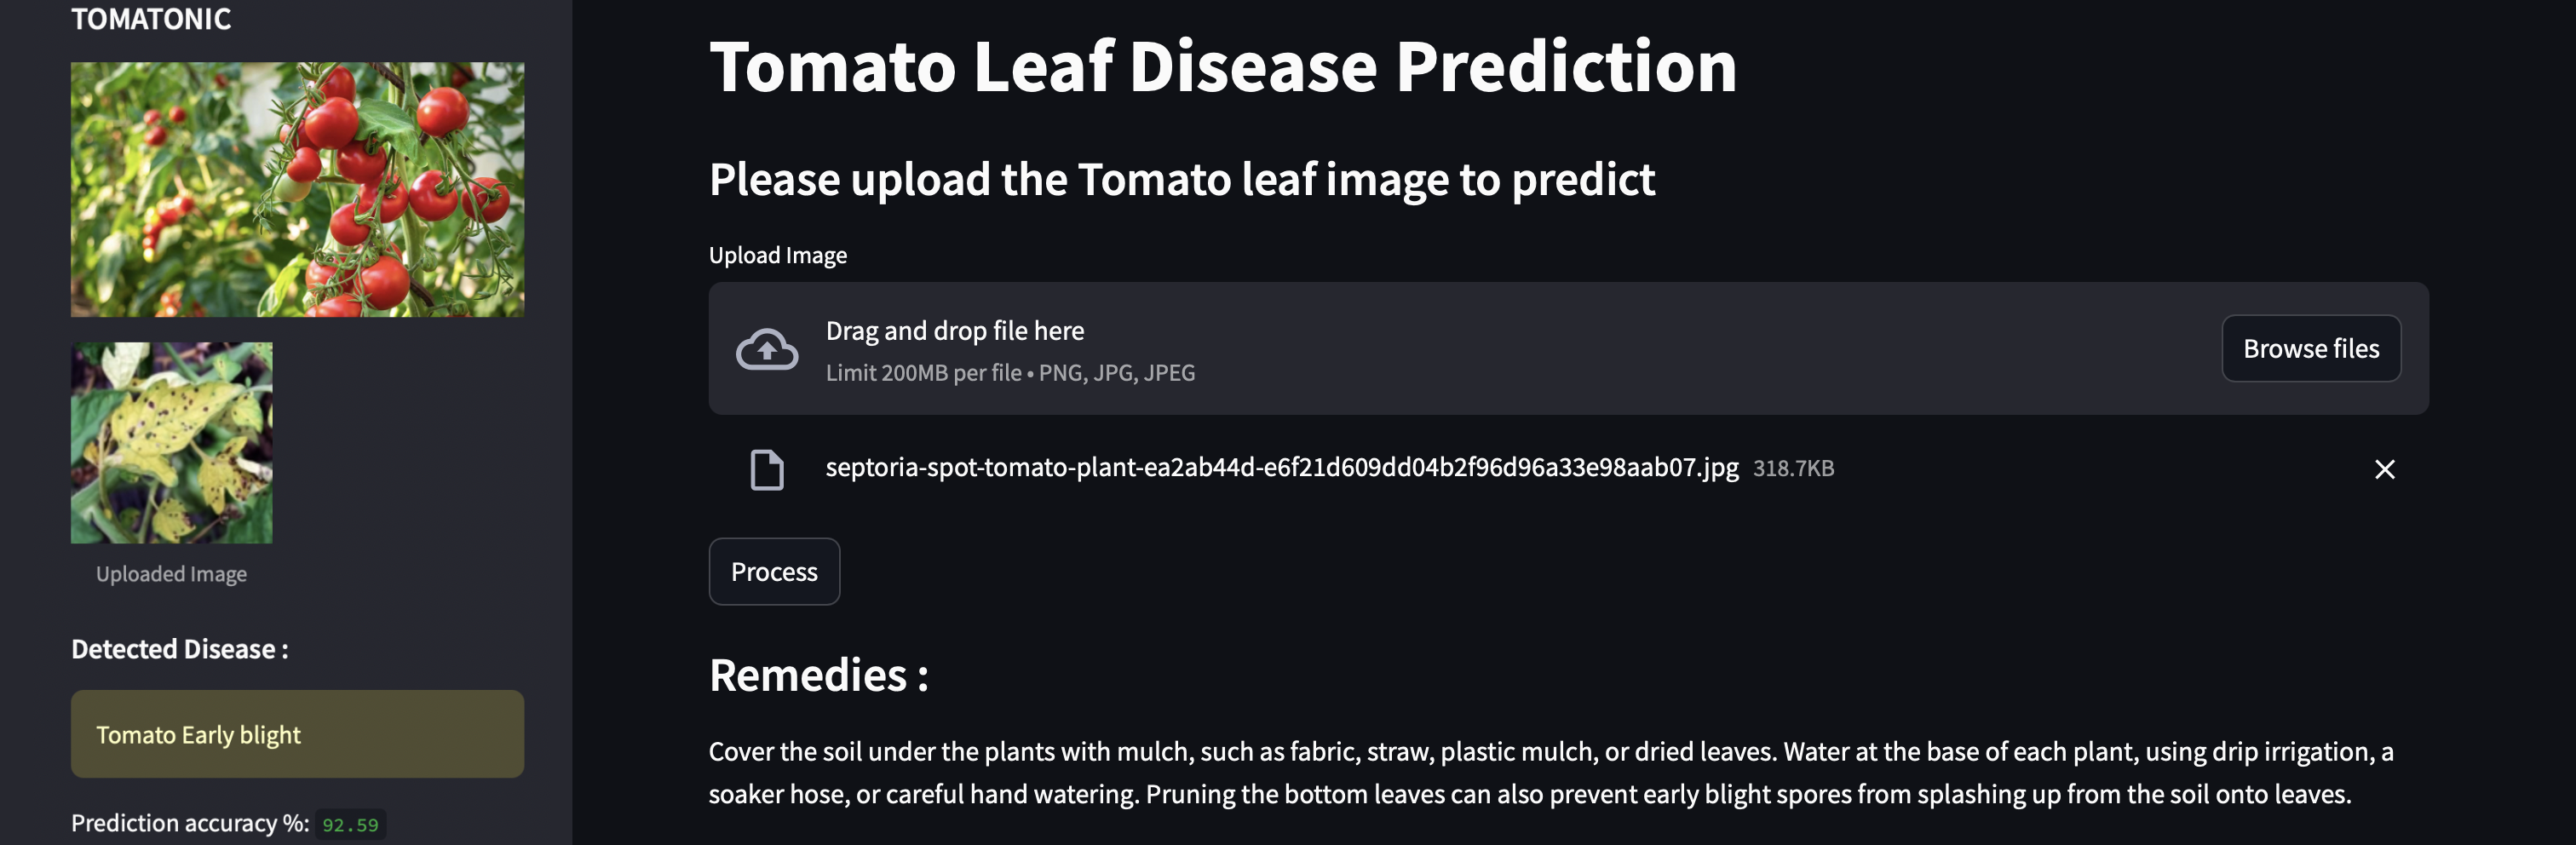 TOMATONIC
Uploaded Image
Detected Disease :
Tomato Early blight
Prediction accuracy %: 92.59
Tomato Leaf Disease Prediction
Please upload the Tomato leaf image to predict
Upload Image
Drag and drop file here
Limit 200MB per file • PNG, JPG, JPEG
Browse files
septoria-spot-tomato-plant-ea2ab44d-e6f21d609dd04b2f96d96a33e98aab07.jpg 318.7KB
Process
Remedies :
Cover the soil under the plants with mulch, such as fabric, straw, plastic mulch, or dried leaves. Water at the base of each plant, using drip irrigation, a
soaker hose, or careful hand watering. Pruning the bottom leaves can also prevent early blight spores from splashing up from the soil onto leaves.